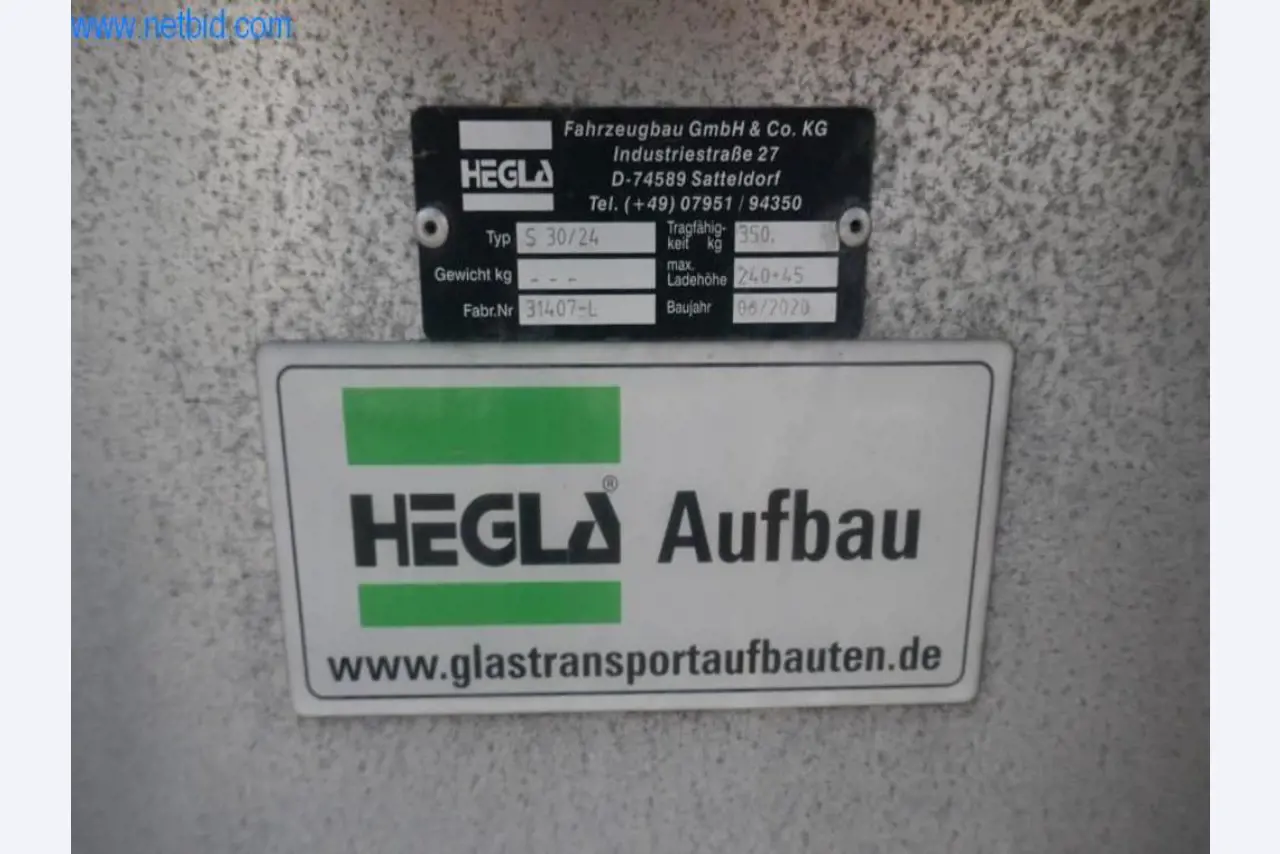 www.netbid.com
Fahrzeugbau GmbH & Co. KG
Industriestraße 27
HEGLA
D-74589 Satteldorf
Tel. (+49) 07951 / 94350
Typ S 30/24 Tragfähig-
keit kg 350.
Gewicht kg - - - max.
Ladehöhe 240+45
Fabr.Nr 31407-L Baujahr 06/2020
HEGLA® Aufbau
www.glastransportaufbauten.de